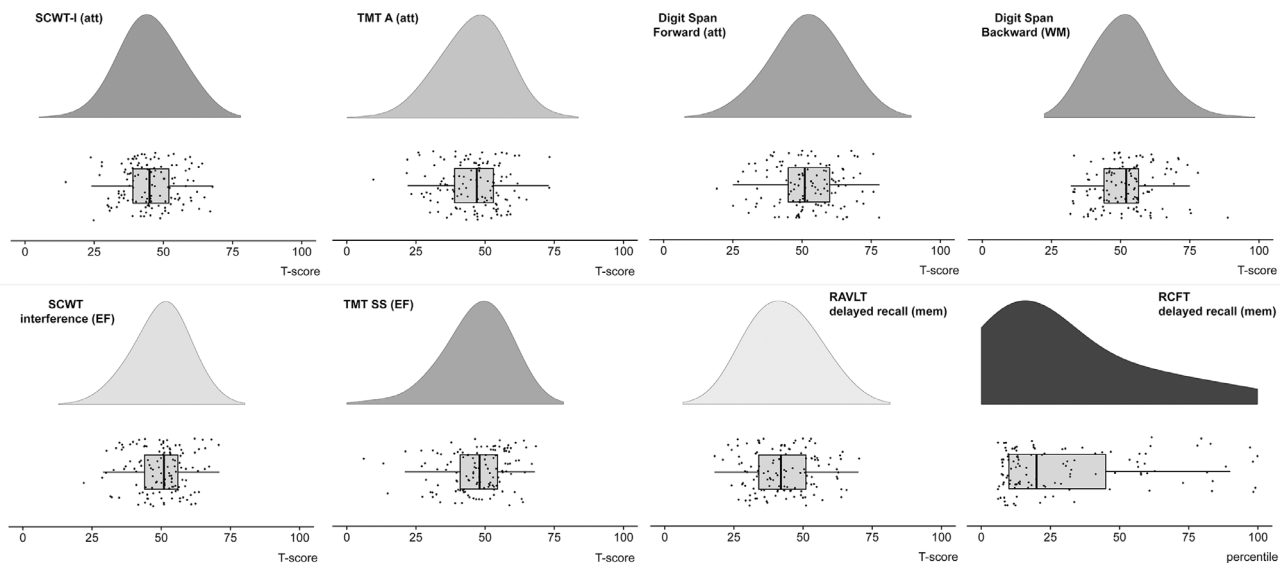 SCWT-I (att)
0 25 50 75 100
T-score
TMT A (att)
0 25 50 75 100
T-score
Digit Span
Forward (att)
0 25 50 75 100
T-score
Digit Span
Backward (WM)
0 25 50 75 100
T-score
SCWT
interference (EF)
0 25 50 75 100
T-score
TMT SS (EF)
0 25 50 75 100
T-score
RAVLT
delayed recall (mem)
0 25 50 75 100
T-score
RCFT
delayed recall (mem)
0 25 50 75 100
percentile